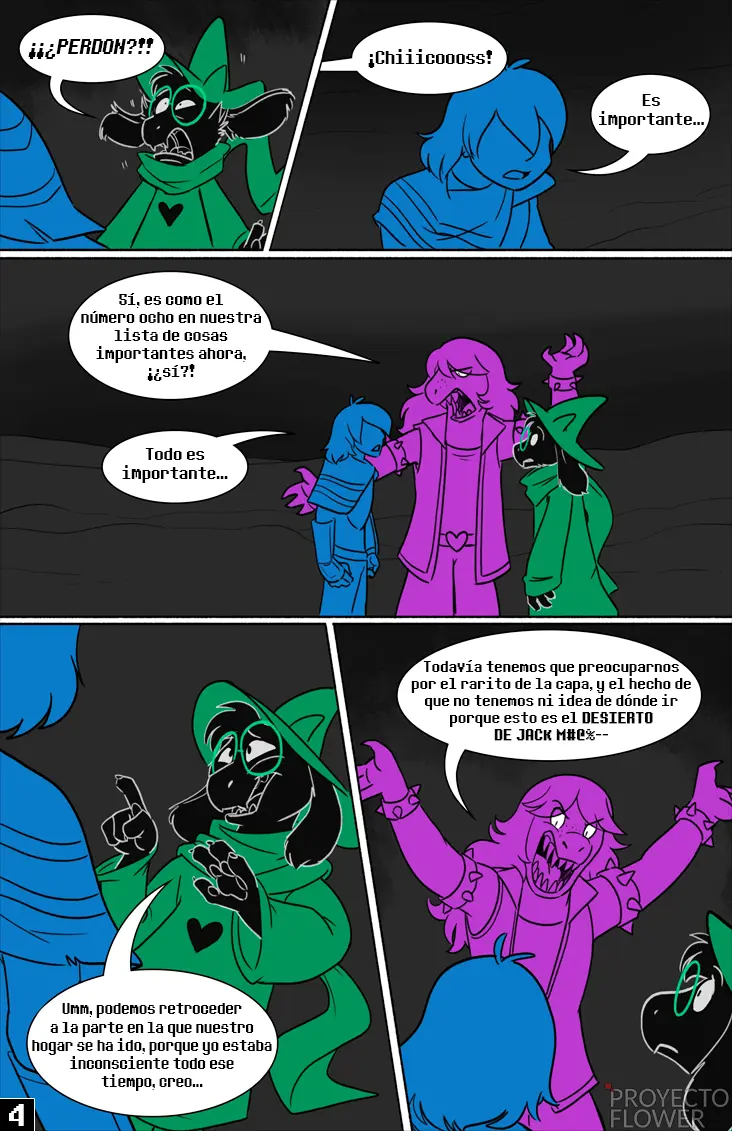 ¡¡¿PERDON?!!
¡Chiiicoooss!
Es
importante...
Sí, es como el
número ocho en nuestra
lista de cosas
importantes ahora,
¡¿sí?!
Todo es
importante...
Umm, podemos retroceder
a la parte en la que nuestro
hogar se ha ido, porque yo estaba
inconsciente todo ese
tiempo, creo...
Todavía tenemos que preocuparnos
por el rarito de la capa, y el hecho de
que no tenemos ni idea de dónde ir
porque esto es el DESIERTO
DE JACK M#@%--
4
PROYECTO
FLOWER